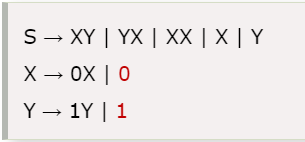 S → XY | YX | XX | X | Y
X → 0X | 0
Y → 1Y | 1